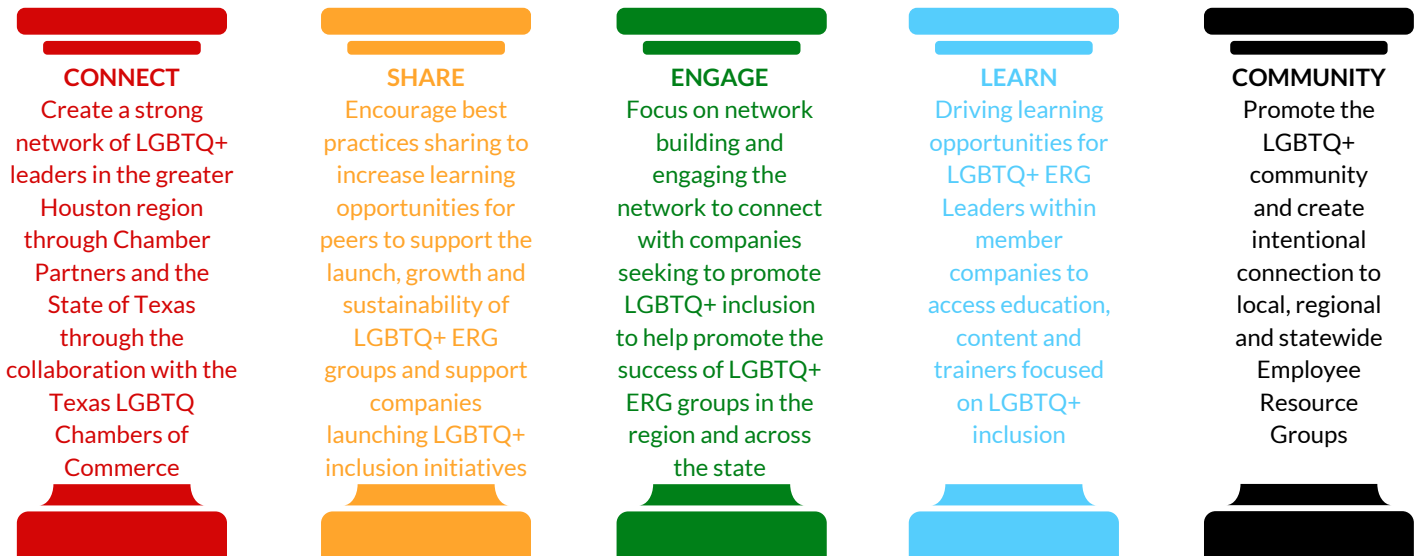 CONNECT
Create a strong
network of LGBTQ+
leaders in the greater
Houston region
through Chamber
Partners and the
State of Texas
through the
collaboration with the
Texas LGBTQ
Chambers of
Commerce
SHARE
Encourage best
practices sharing to
increase learning
opportunities for
peers to support the
launch, growth and
sustainability of
LGBTQ+ ERG
groups and support
companies
launching LGBTQ+
inclusion initiatives
ENGAGE
Focus on network
building and
engaging the
network to connect
with companies
seeking to promote
LGBTQ+ inclusion
to help promote the
success of LGBTQ+
ERG groups in the
region and across
the state
LEARN
Driving learning
opportunities for
LGBTQ+ ERG
Leaders within
member
companies to
access education,
content and
trainers focused
on LGBTQ+
inclusion
COMMUNITY
Promote the
LGBTQ+
community
and create
intentional
connection to
local, regional
and statewide
Employee
Resource
Groups